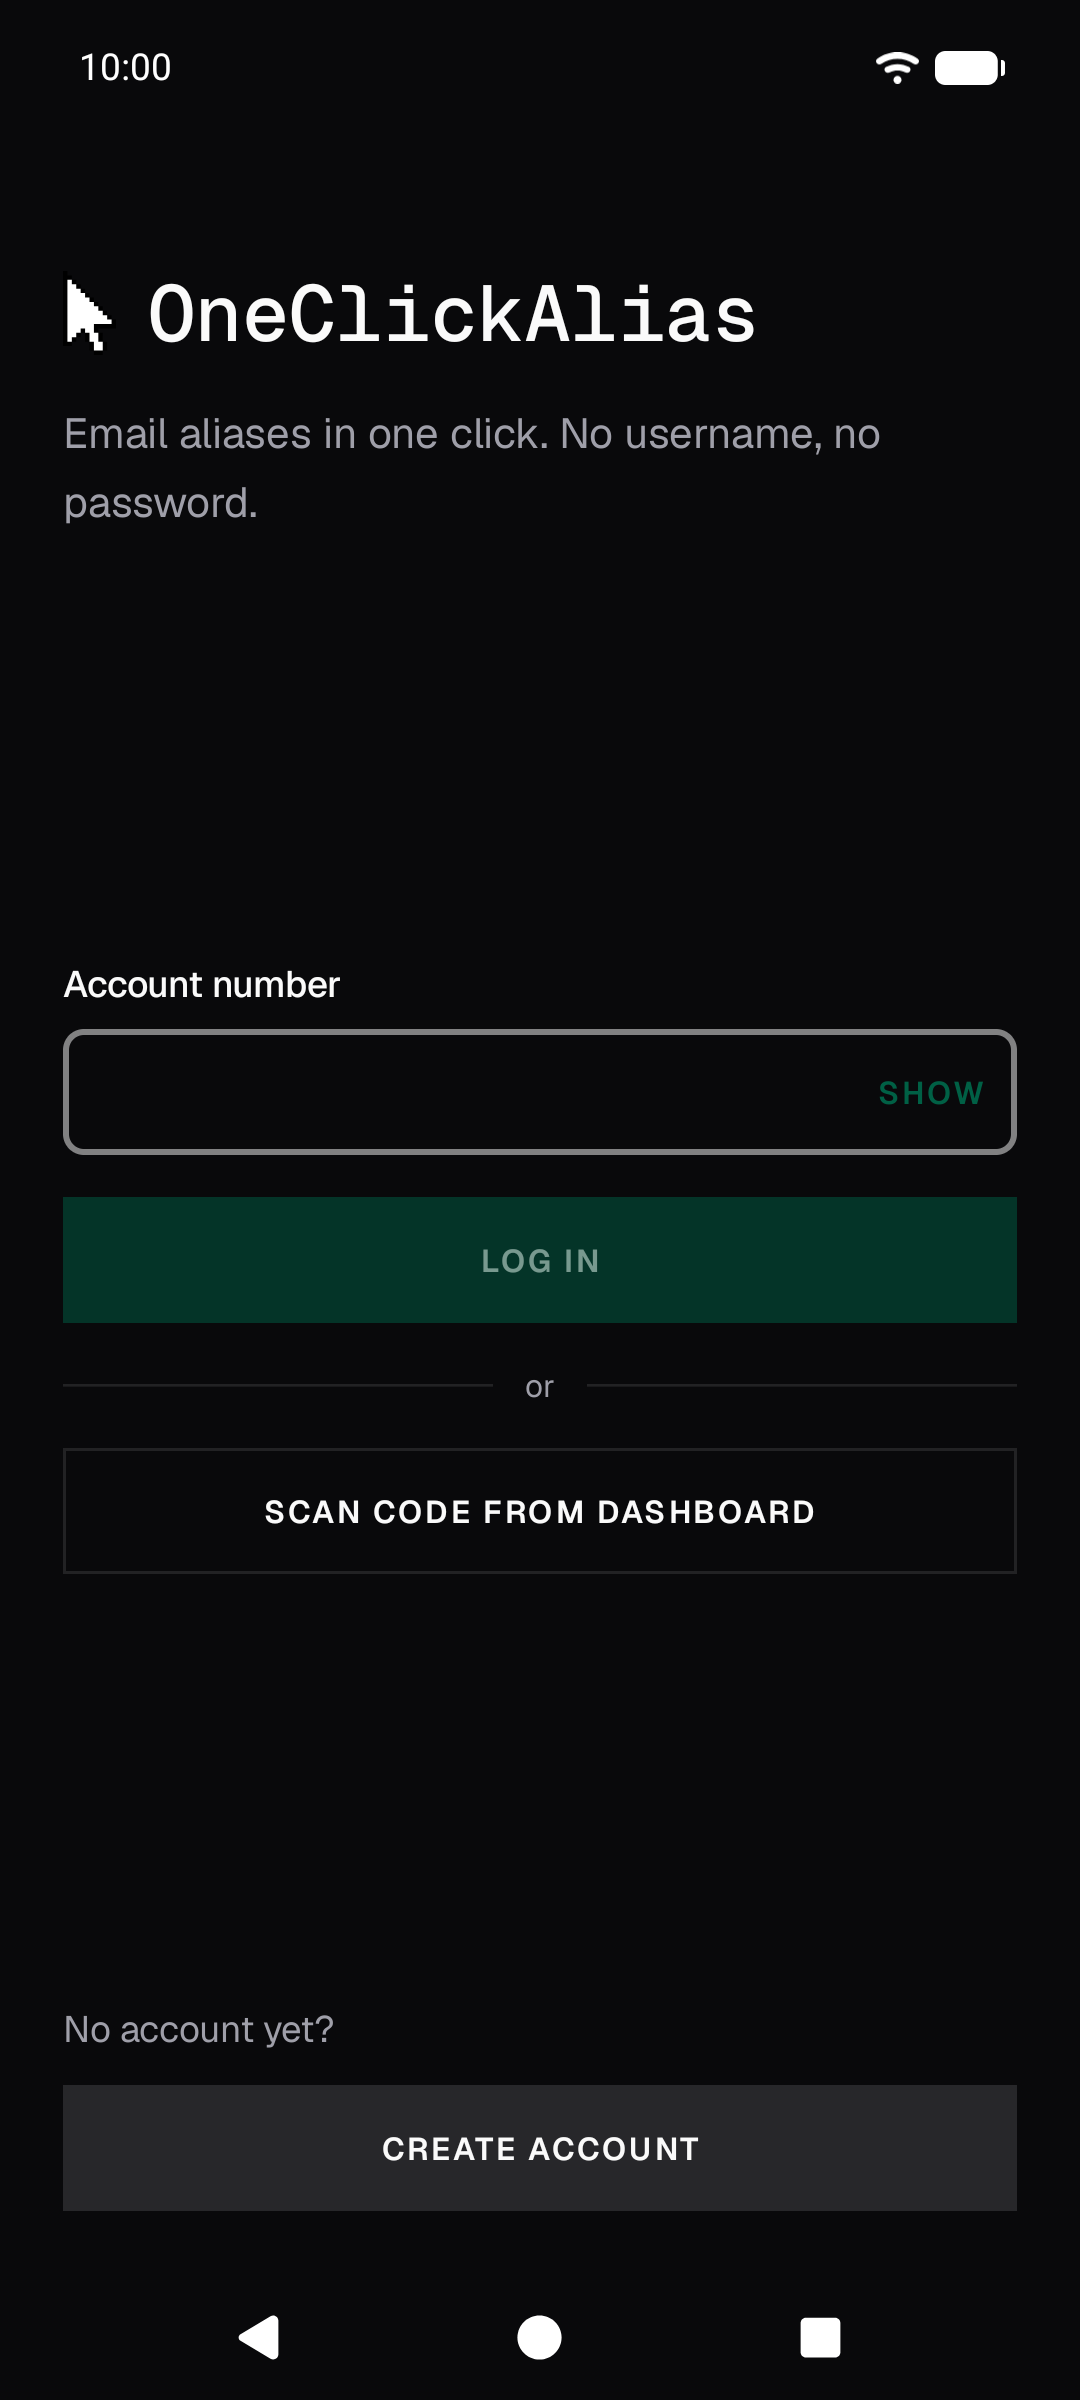 10:00
OneClickAlias
Email aliases in one click. No username, no
password.
Account number
SHOW
LOG IN
or
SCAN CODE FROM DASHBOARD
No account yet?
CREATE ACCOUNT